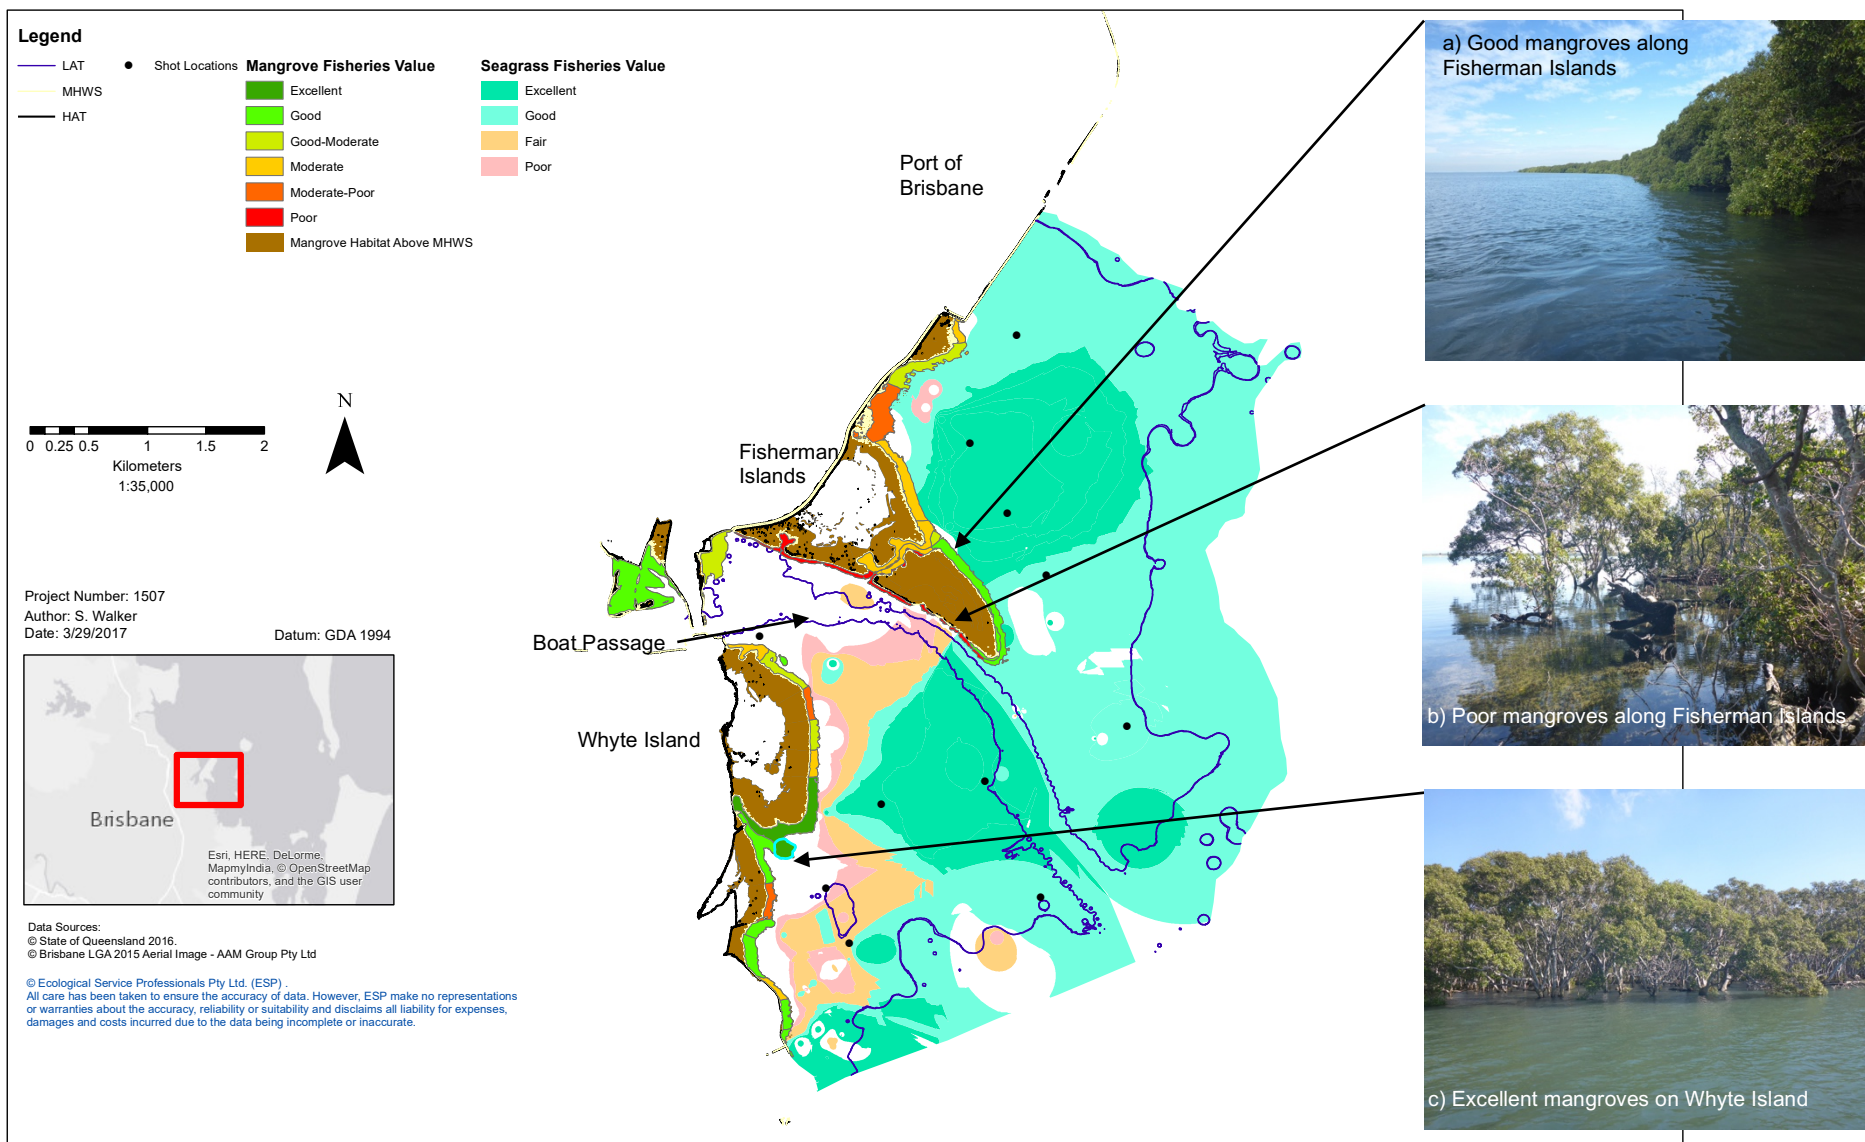 Legend
LAT
MHWS
HAT
Shot Locations
Mangrove Fisheries Value
Excellent
Good
Good-Moderate
Moderate
Moderate-Poor
Poor
Mangrove Habitat Above MHWS
Seagrass Fisheries Value
Excellent
Good
Fair
Poor
a) Good mangroves along
Fisherman Islands
Port of
Brisbane
N
0 0.25 0.5 1 1.5 2
Kilometers
1:35,000
Fisherman
Islands
b) Poor mangroves along Fisherman Islands
Project Number: 1507
Author: S. Walker
Date: 3/29/2017
Datum: GDA 1994
Boat Passage
Whyte Island
Brisbane
Esri, HERE, DeLorme,
MapmyIndia, © OpenStreetMap
contributors, and the GIS user
community
c) Excellent mangroves on Whyte Island
Data Sources:
© State of Queensland 2016.
© Brisbane LGA 2015 Aerial Image - AAM Group Pty Ltd
© Ecological Service Professionals Pty Ltd. (ESP) .
All care has been taken to ensure the accuracy of data. However, ESP make no representations
or warranties about the accuracy, reliability or suitability and disclaims all liability for expenses,
damages and costs incurred due to the data being incomplete or inaccurate.